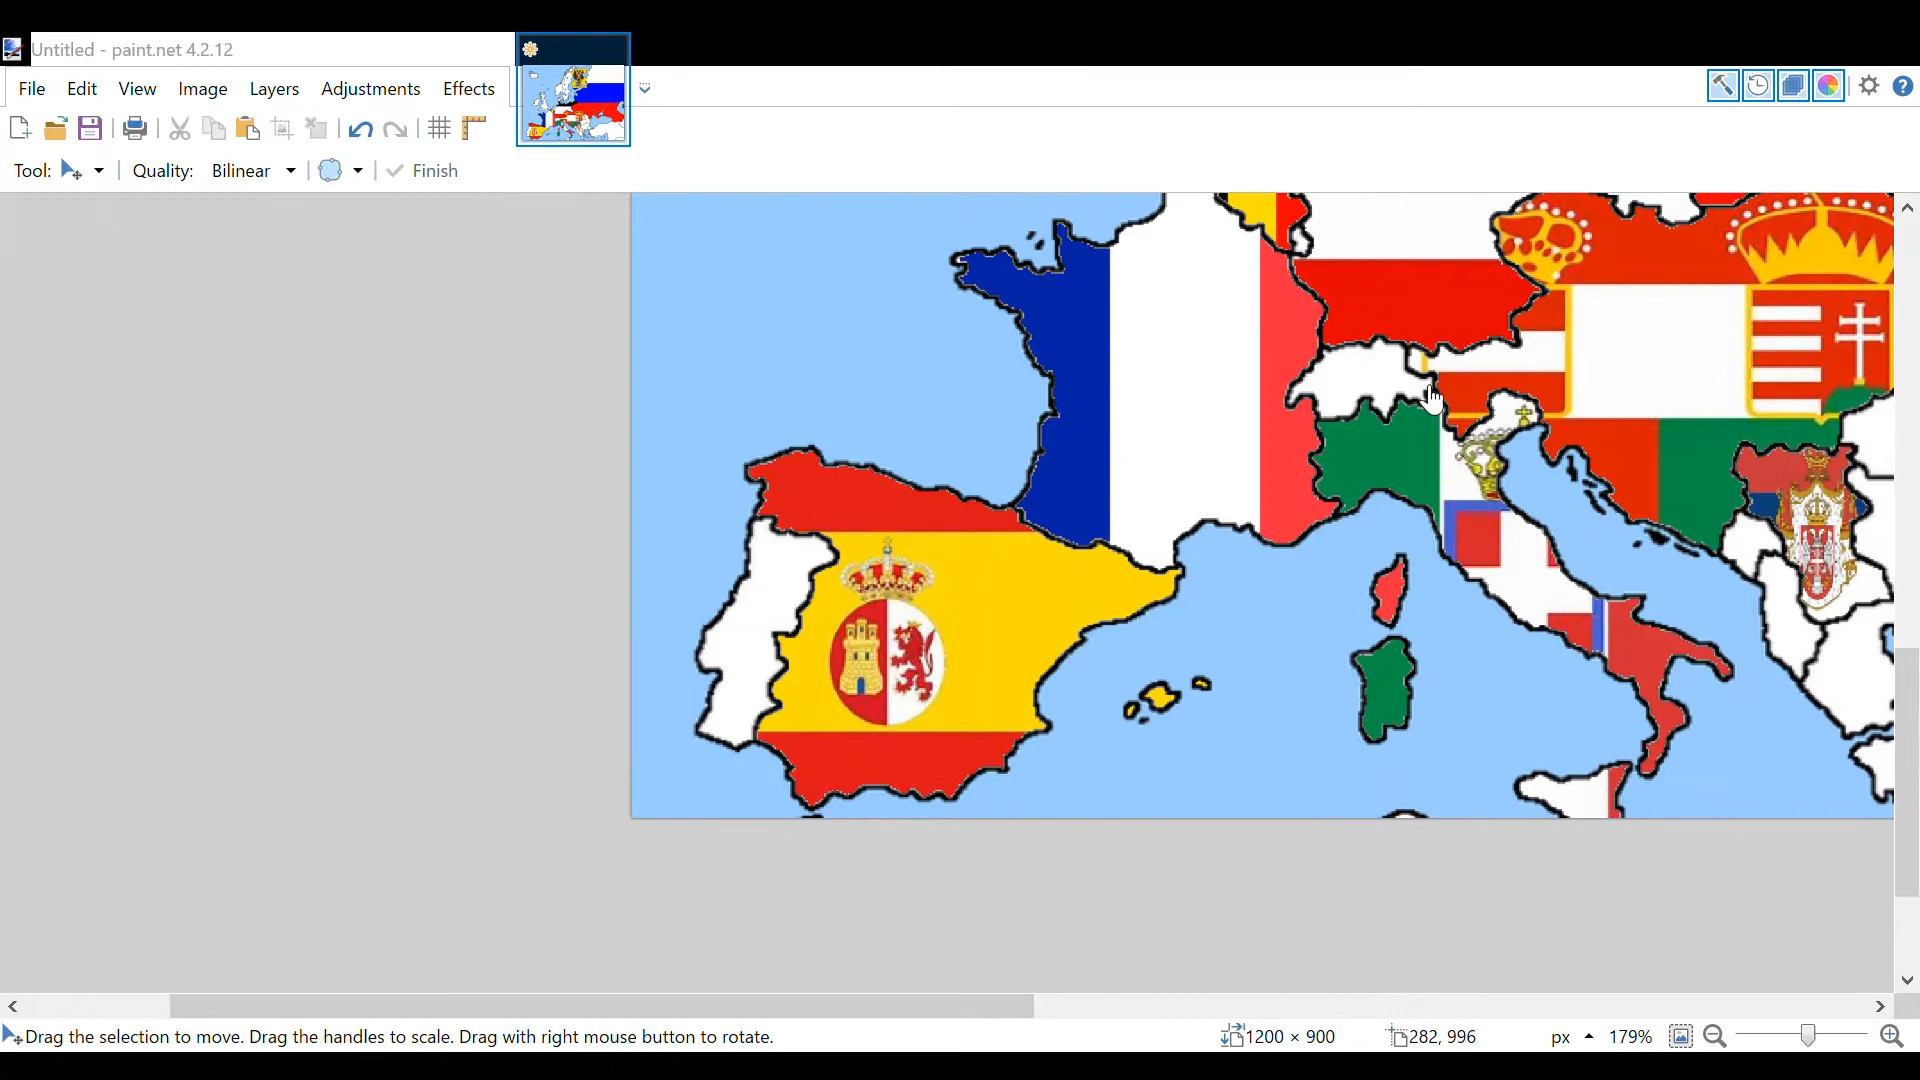 Untitled - paint.net 4.2.12
File Edit View Image Layers Adjustments Effects
Tool: Quality: Bilinear Finish
Drag the selection to move. Drag the handles to scale. Drag with right mouse button to rotate. 1200 × 900 282, 996 px 179%